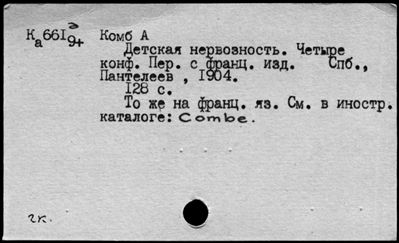 К 661 э
а 9+
Комб А
Детская нервозность. Четыре
конф. Пер. с франц. изд. Спб.,
Пантелеев , 1904.
128 с.
То же на франц. яз. См. в иностр.
каталоге: Combe.
гк.